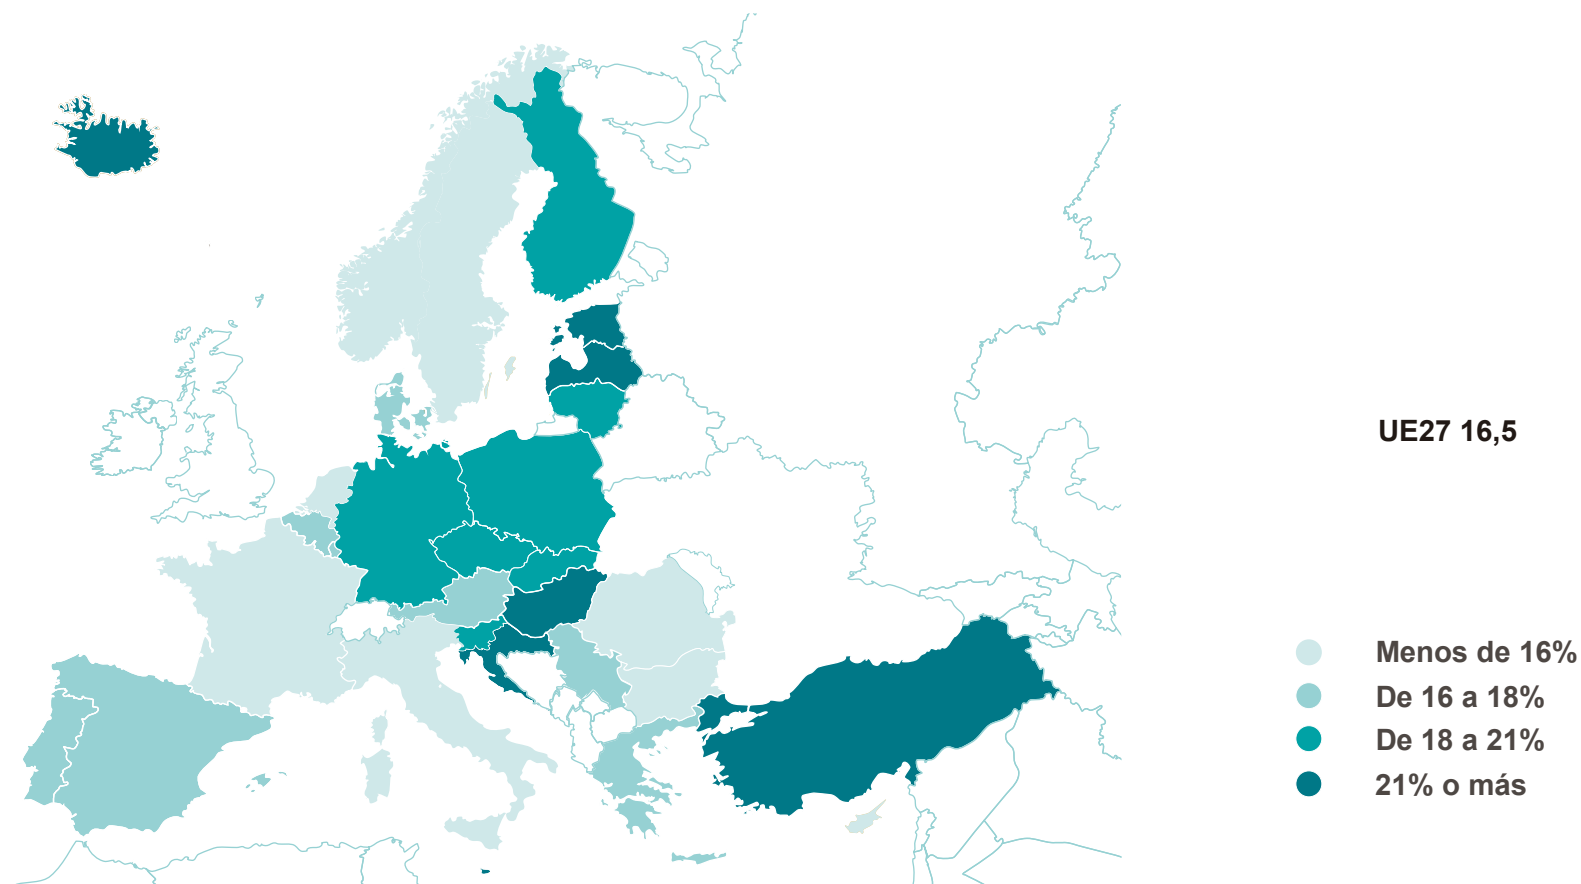 UE27 16,5
Menos de 16%
De 16 a 18%
De 18 a 21%
21% o más